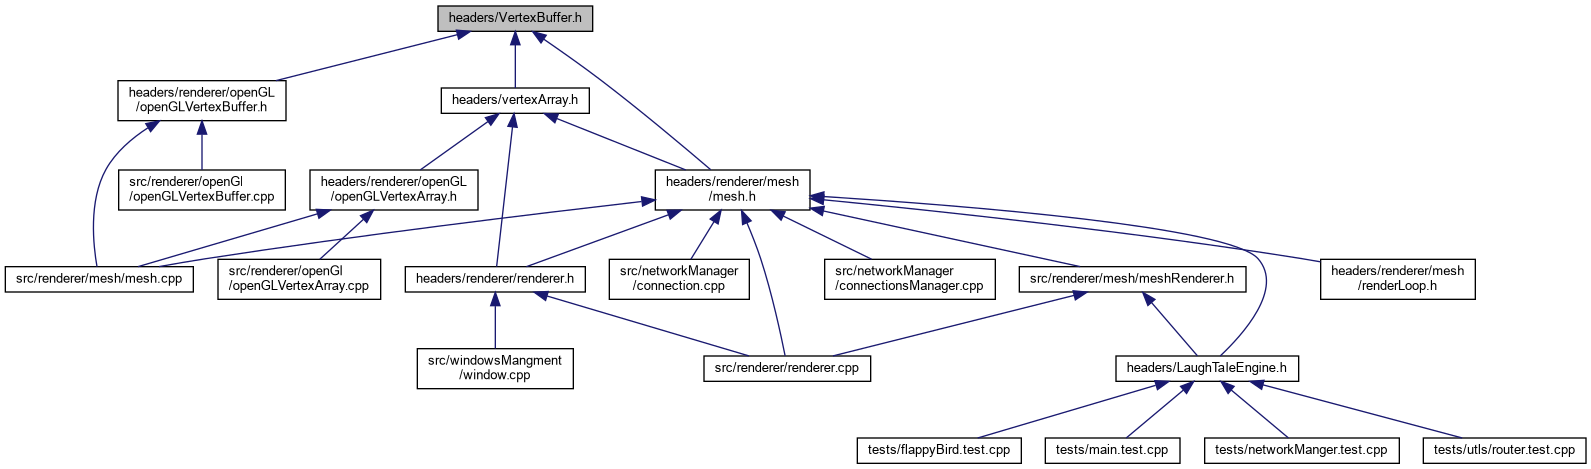 headers/VertexBuffer.h
headers/renderer/openGL
/openGLVertexBuffer.h
headers/vertexArray.h
src/renderer/openGl
/openGLVertexBuffer.cpp
headers/renderer/openGL
/openGLVertexArray.h
headers/renderer/mesh
/mesh.h
src/renderer/mesh/mesh.cpp
src/renderer/openGl
/openGLVertexArray.cpp
headers/renderer/renderer.h
src/networkManager
/connection.cpp
src/networkManager
/connectionsManager.cpp
src/renderer/mesh/meshRenderer.h
headers/renderer/mesh
/renderLoop.h
src/windowsMangment
/window.cpp
src/renderer/renderer.cpp
headers/LaughTaleEngine.h
tests/flappyBird.test.cpp
tests/main.test.cpp
tests/networkManger.test.cpp
tests/utls/router.test.cpp